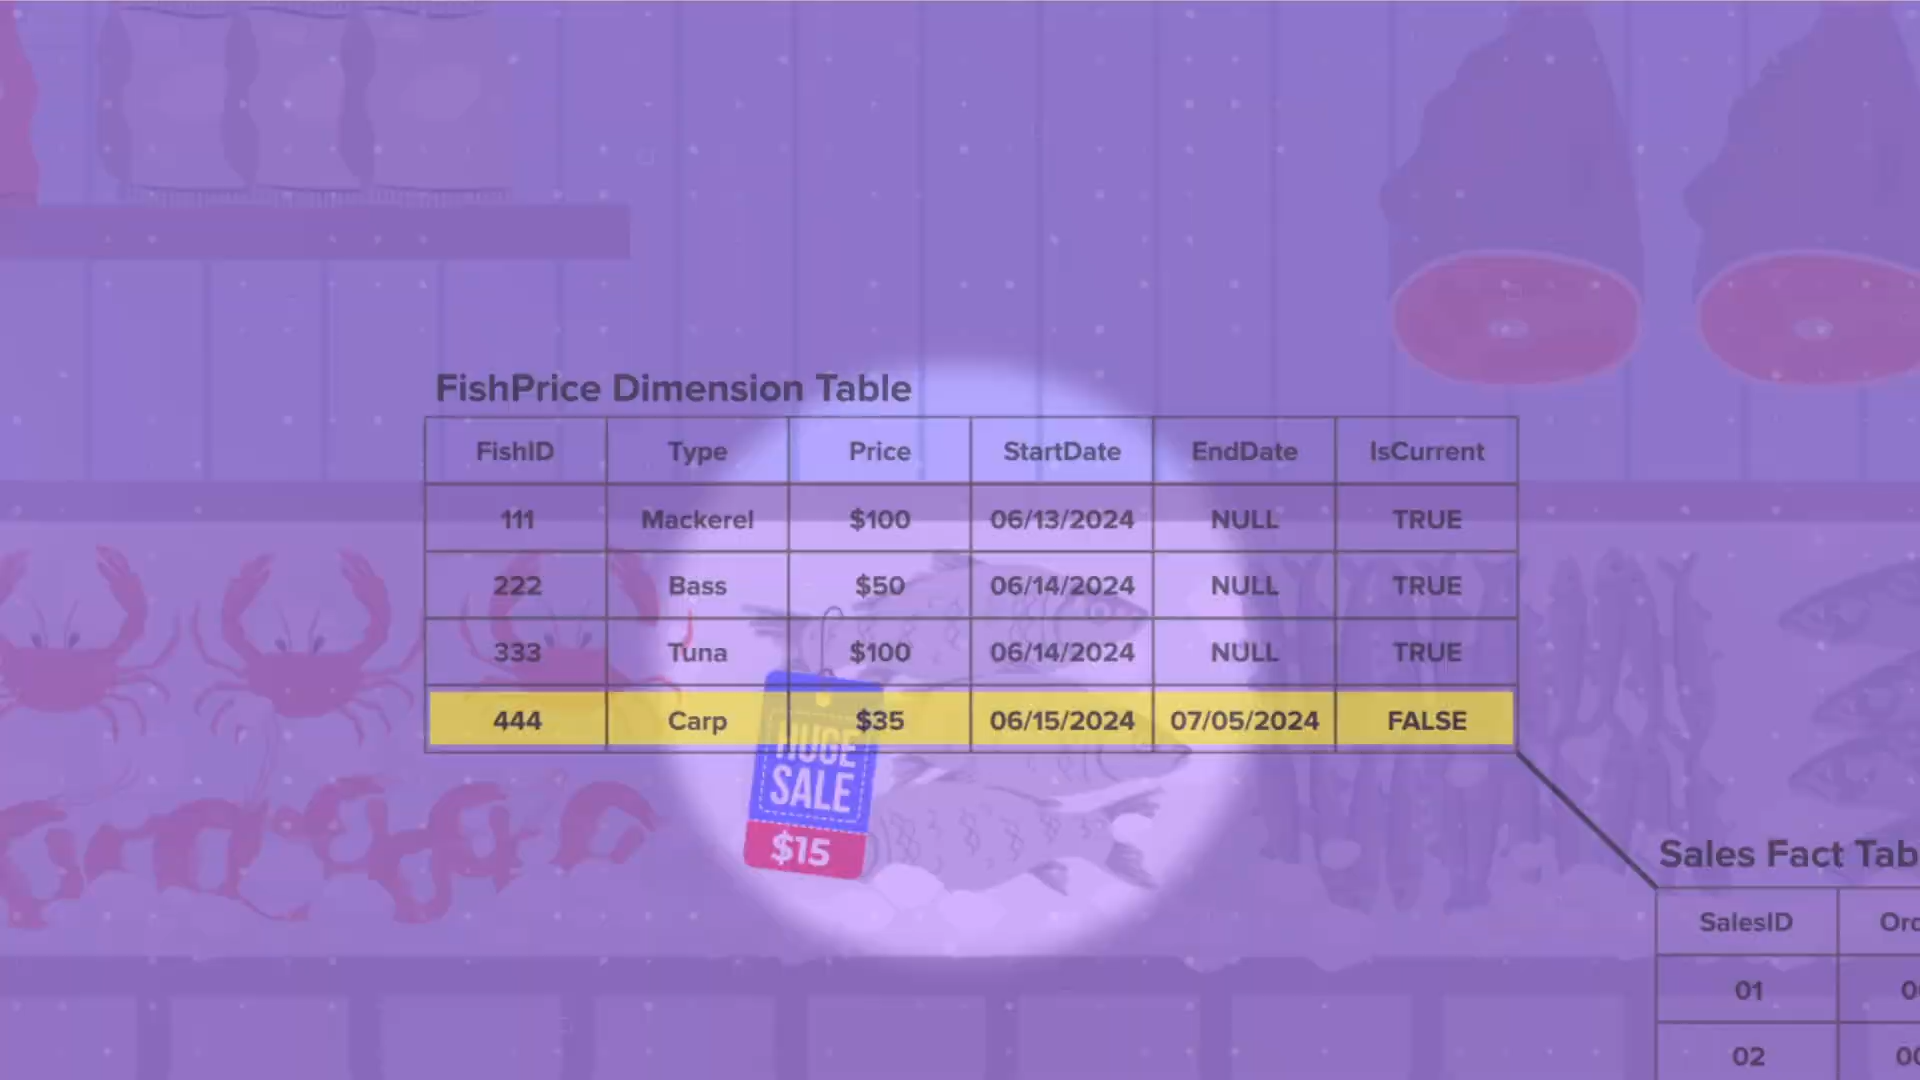 FishPrice Dimension Table
FishID Type Price StartDate EndDate IsCurrent
111 Mackerel $100 06/13/2024 NULL TRUE
222 Bass $50 06/14/2024 NULL TRUE
333 Tuna $100 06/14/2024 NULL TRUE
444 Carp $35 06/15/2024 07/05/2024 FALSE
HUGE
SALE
$15
Sales Fact Tab
SalesID Ord
01
02